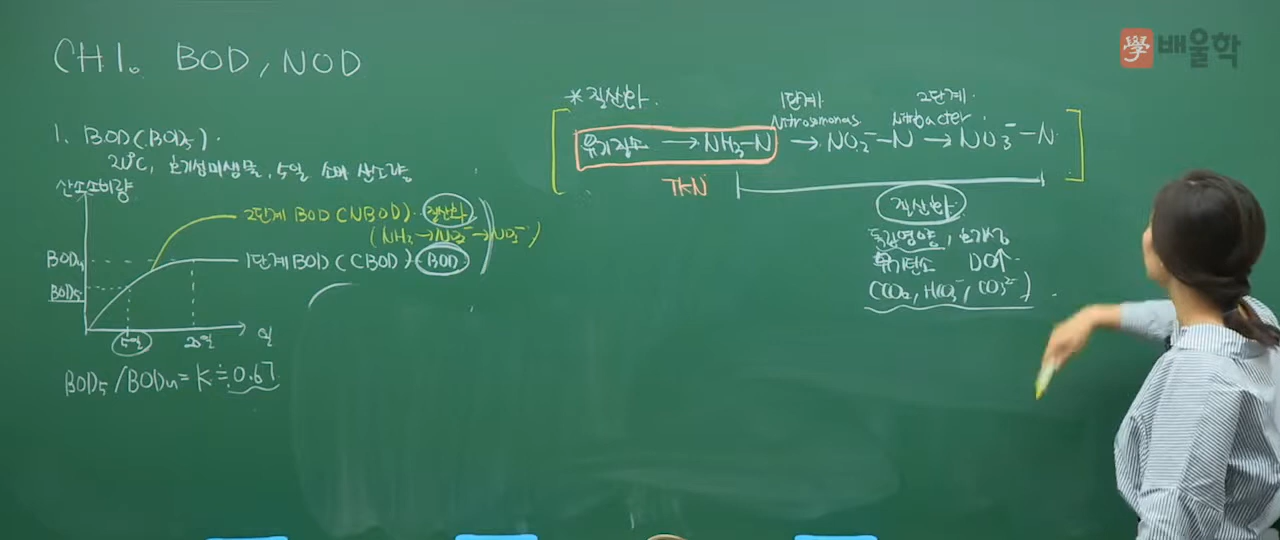 CH 1. BOD, NOD
學 배울학
1. BOD(BOD₅).
20℃, 호기성미생물, 5일 소비 산소량
산소소비량
2단계 BOD(NBOD). 질산화
(NH₃ → NO₂⁻ → NO₃⁻)
BODu
1단계 BOD(CBOD) BOD
BOD₅
5일
20일
일
BOD₅/BODu = K ≒ 0.67
* 질산화.
1단계
2단계.
Nitrosomonas
Nitrobacter
유기질소 → NH₃-N → NO₂⁻-N → NO₃⁻-N
TKN
질산화
독립영양, 호기성
무기탄소 DO↑
(CO₂, HCO₃⁻, CO₃²⁻)